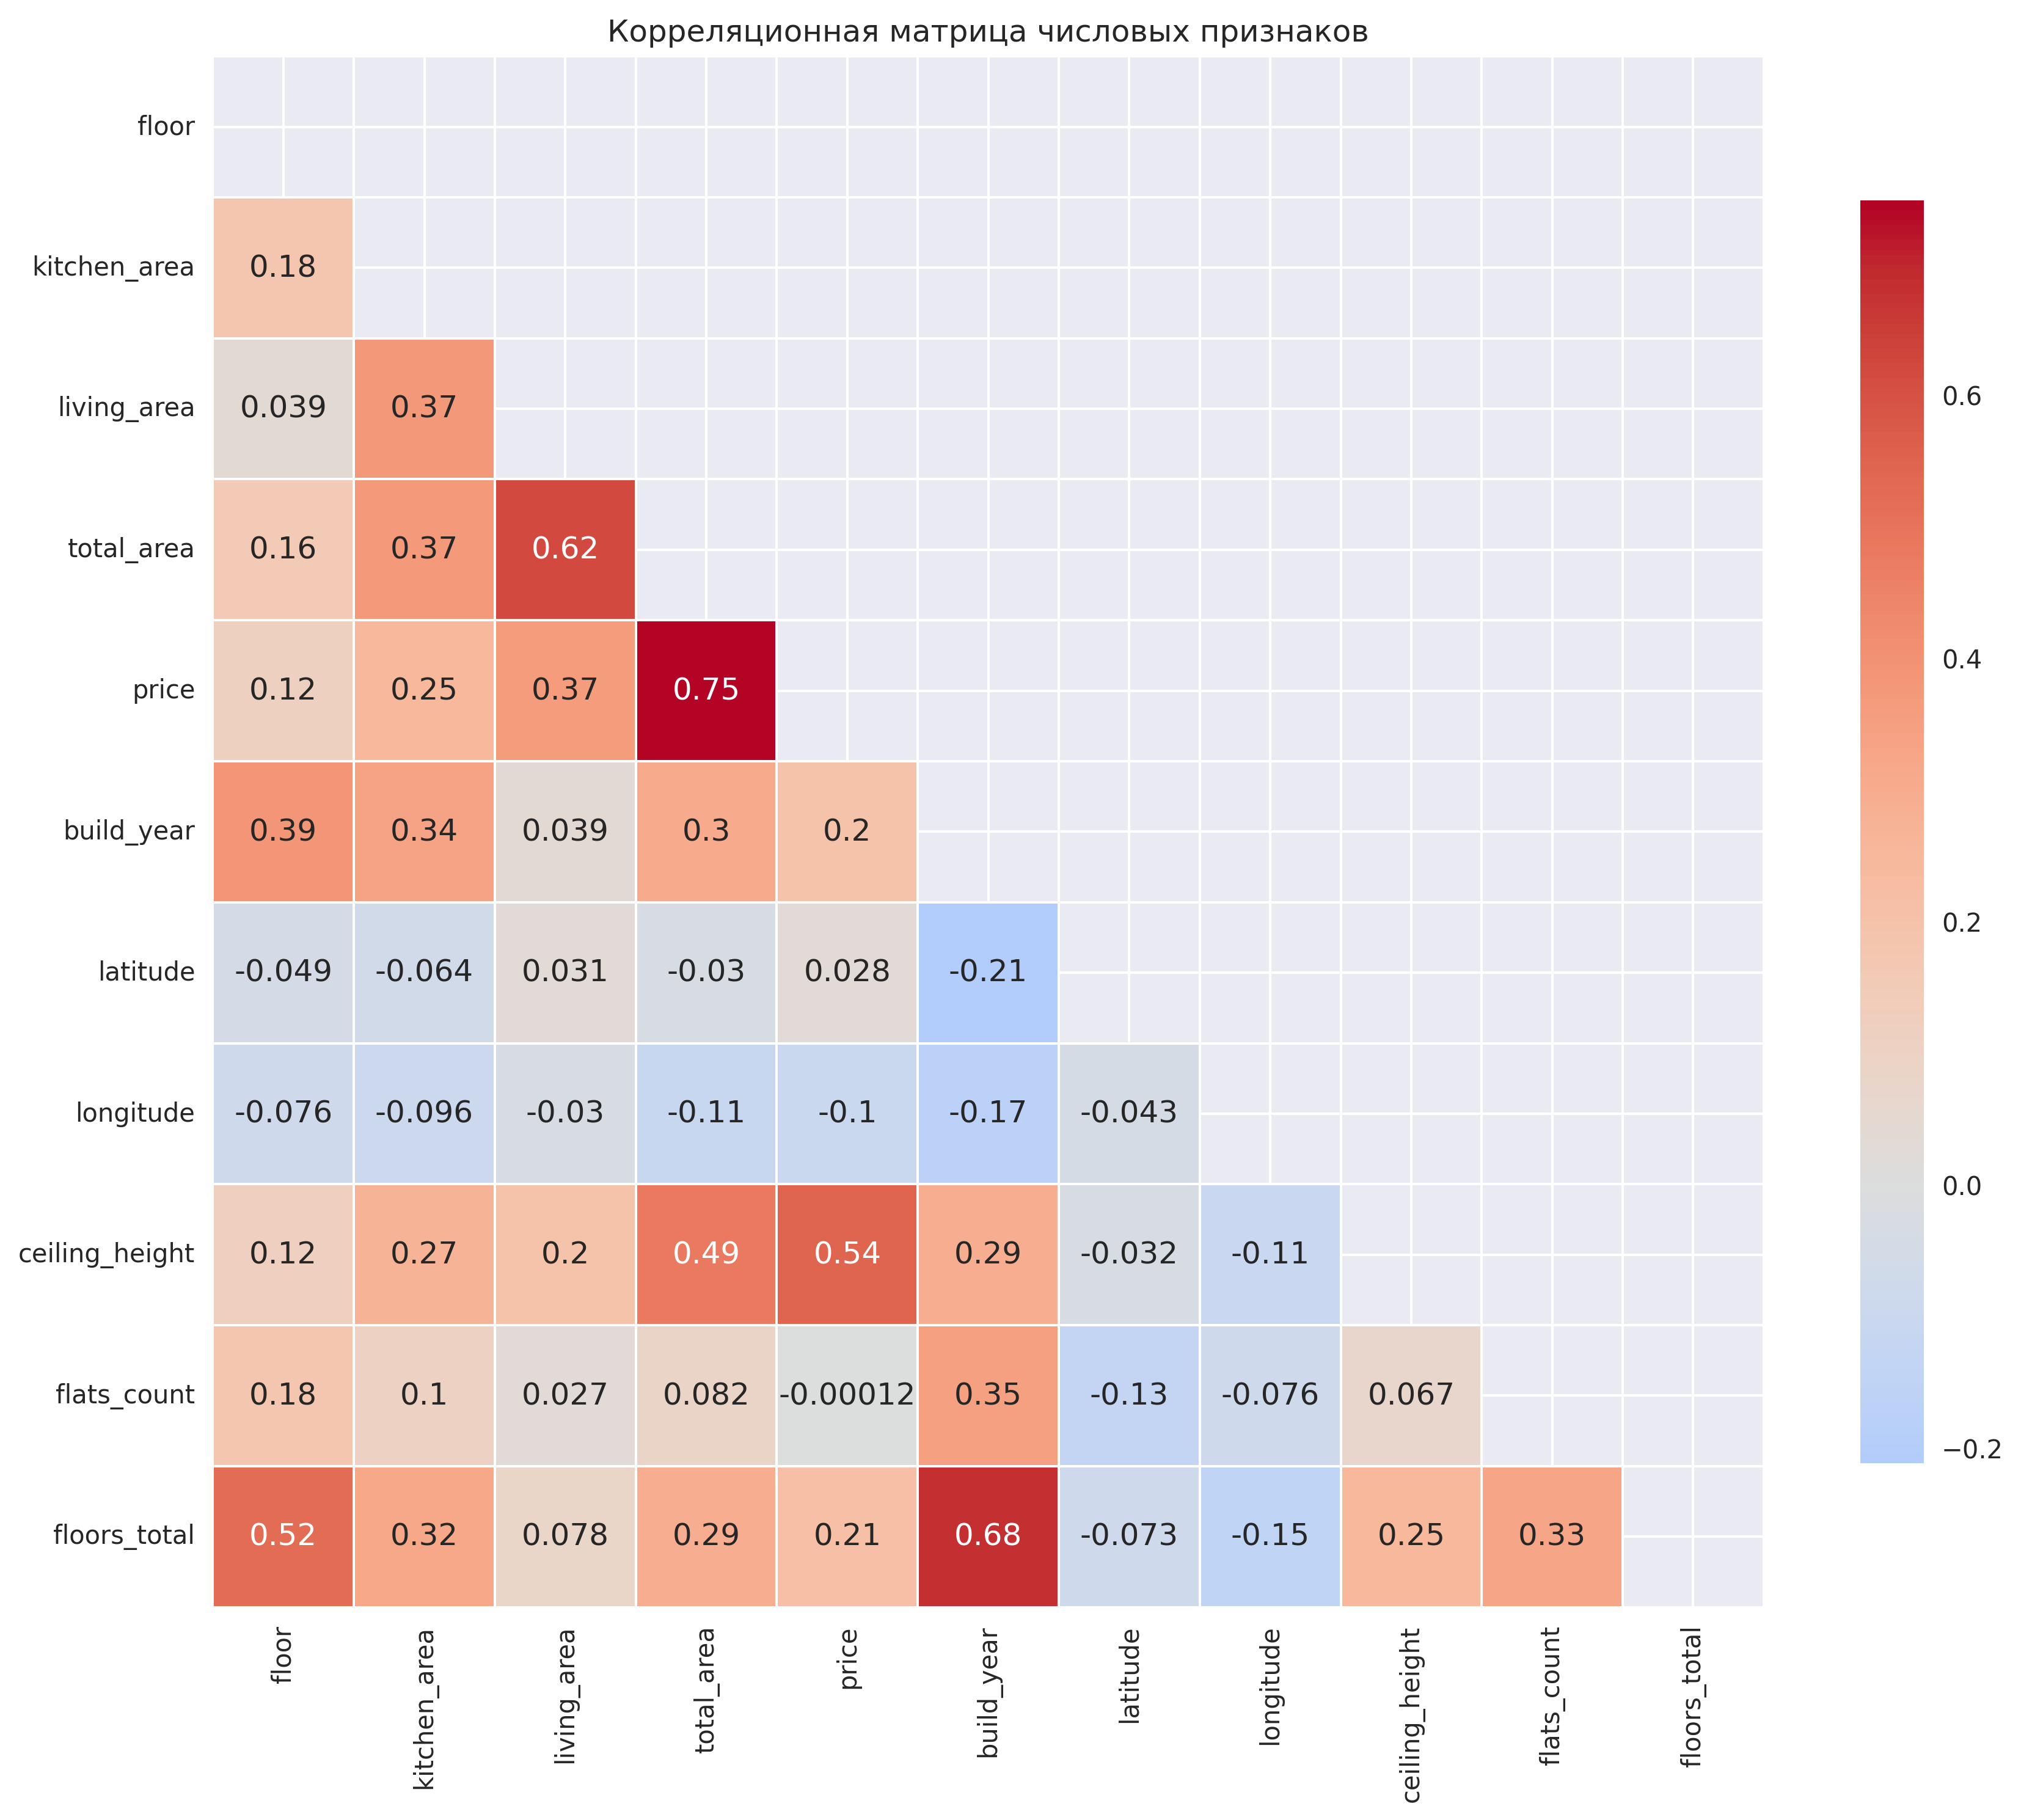 Корреляционная матрица числовых признаков
floor
kitchen_area 0.18
living_area 0.039 0.37
total_area 0.16 0.37 0.62
price 0.12 0.25 0.37 0.75
build_year 0.39 0.34 0.039 0.3 0.2
latitude -0.049 -0.064 0.031 -0.03 0.028 -0.21
longitude -0.076 -0.096 -0.03 -0.11 -0.1 -0.17 -0.043
ceiling_height 0.12 0.27 0.2 0.49 0.54 0.29 -0.032 -0.11
flats_count 0.18 0.1 0.027 0.082 -0.00012 0.35 -0.13 -0.076 0.067
floors_total 0.52 0.32 0.078 0.29 0.21 0.68 -0.073 -0.15 0.25 0.33
floor kitchen_area living_area total_area price build_year latitude longitude ceiling_height flats_count floors_total
0.6
0.4
0.2
0.0
−0.2